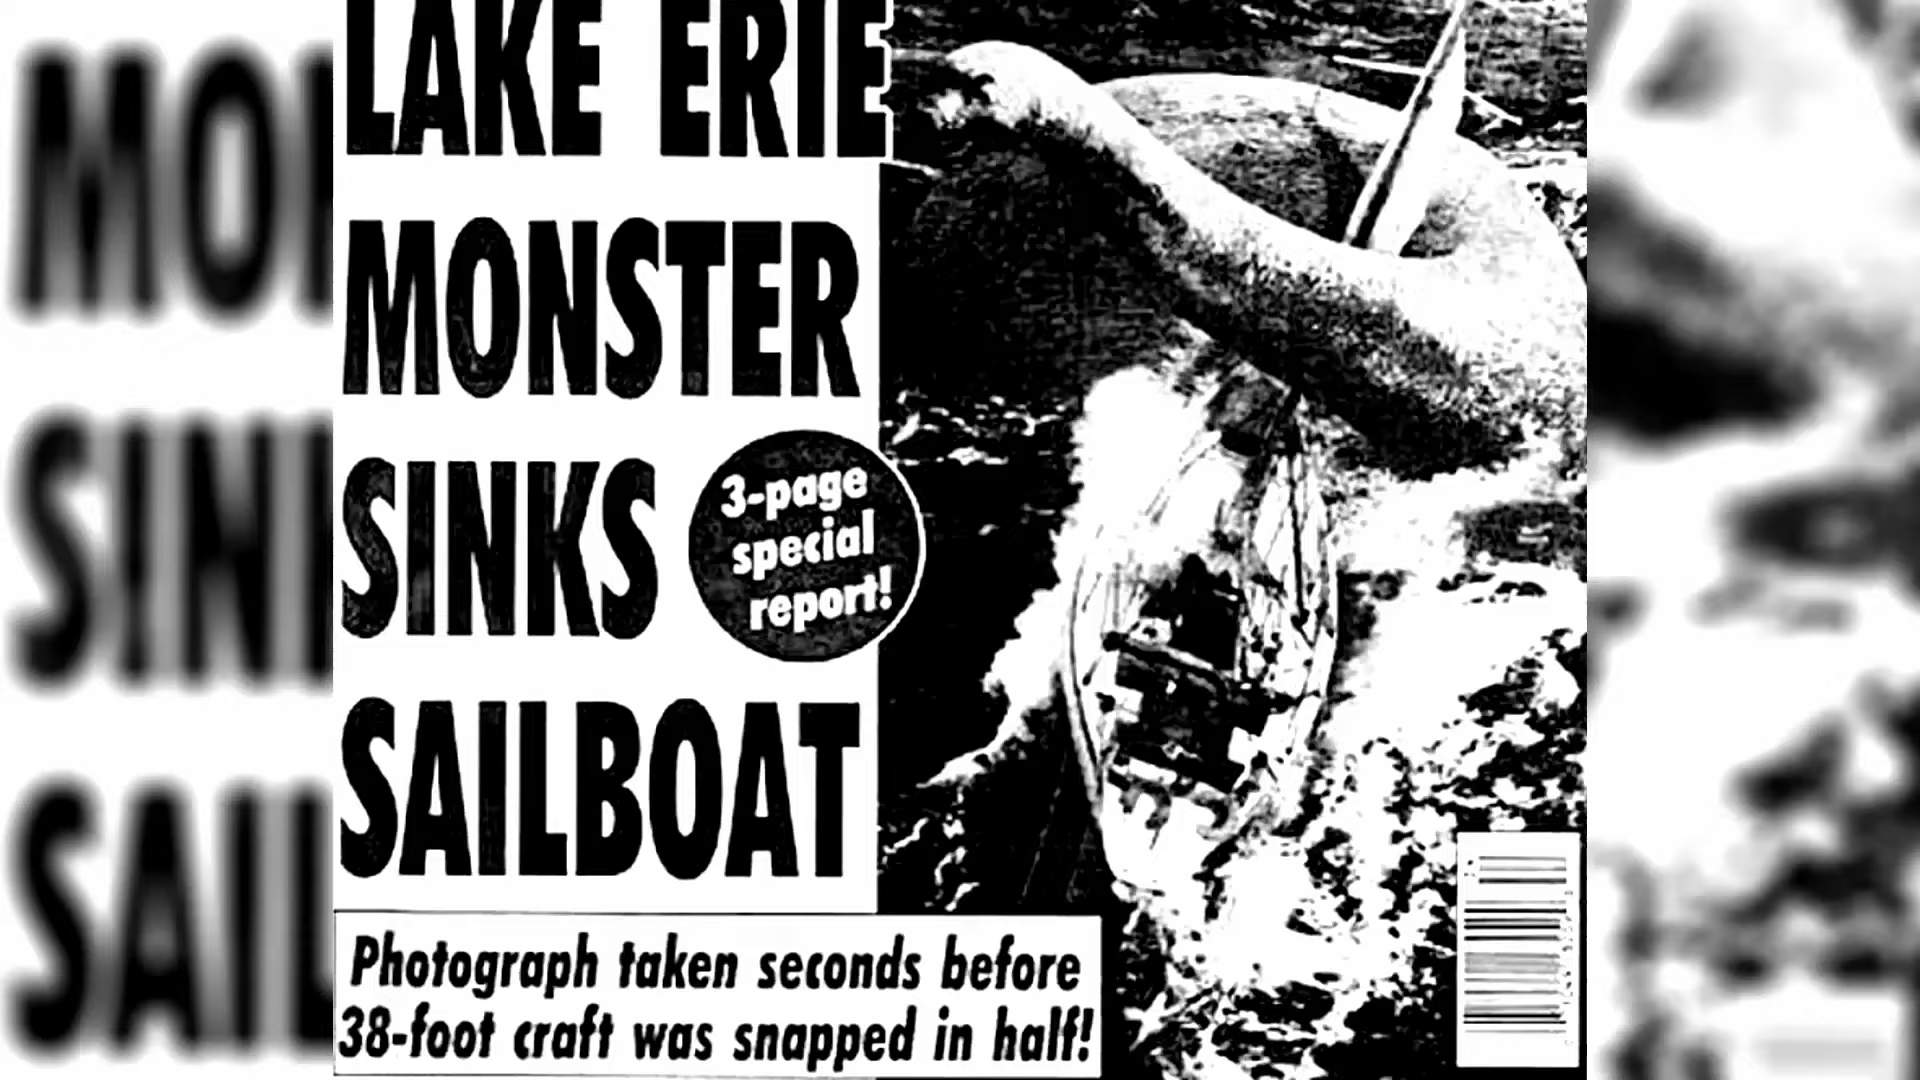 LAKE ERIE
MONSTER
SINKS
3-page
special
report!
SAILBOAT
Photograph taken seconds before
38-foot craft was snapped in half!